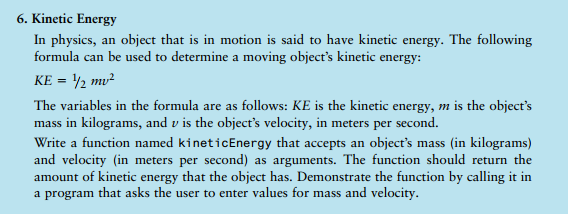 6. Kinetic Energy
In physics, an object that is in motion is said to have kinetic energy. The following
formula can be used to determine a moving object's kinetic energy:
KE = ½ mv²
The variables in the formula are as follows: KE is the kinetic energy, m is the object's
mass in kilograms, and v is the object's velocity, in meters per second.
Write a function named kineticEnergy that accepts an object's mass (in kilograms)
and velocity (in meters per second) as arguments. The function should return the
amount of kinetic energy that the object has. Demonstrate the function by calling it in
a program that asks the user to enter values for mass and velocity.